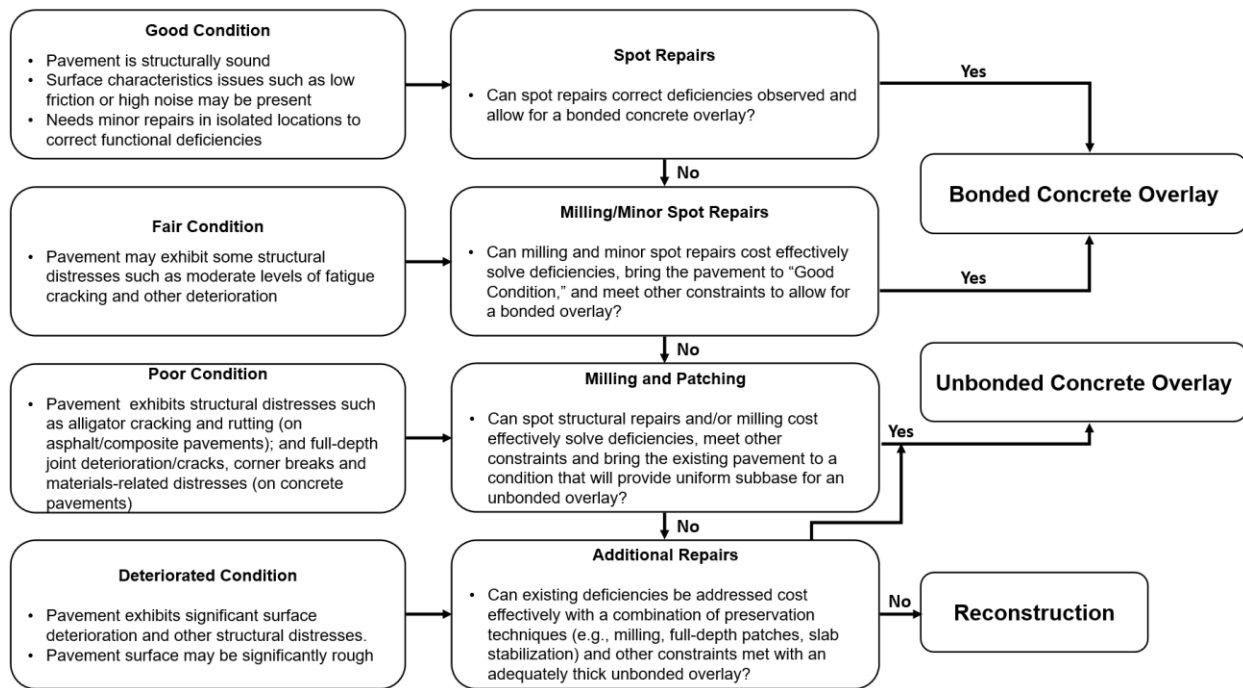 Good Condition
• Pavement is structurally sound
• Surface characteristics issues such as low
friction or high noise may be present
• Needs minor repairs in isolated locations to
correct functional deficiencies
Spot Repairs
• Can spot repairs correct deficiencies observed and
allow for a bonded concrete overlay?
Yes
No
Bonded Concrete Overlay
Fair Condition
• Pavement may exhibit some structural
distresses such as moderate levels of fatigue
cracking and other deterioration
Milling/Minor Spot Repairs
• Can milling and minor spot repairs cost effectively
solve deficiencies, bring the pavement to “Good
Condition,” and meet other constraints to allow for
a bonded overlay?
Yes
No
Unbonded Concrete Overlay
Poor Condition
• Pavement exhibits structural distresses such
as alligator cracking and rutting (on
asphalt/composite pavements); and full-depth
joint deterioration/cracks, corner breaks and
materials-related distresses (on concrete
pavements)
Milling and Patching
• Can spot structural repairs and/or milling cost
effectively solve deficiencies, meet other
constraints and bring the existing pavement to a
condition that will provide uniform subbase for an
unbonded overlay?
Yes
No
Deteriorated Condition
• Pavement exhibits significant surface
deterioration and other structural distresses.
• Pavement surface may be significantly rough
Additional Repairs
• Can existing deficiencies be addressed cost
effectively with a combination of preservation
techniques (e.g., milling, full-depth patches, slab
stabilization) and other constraints met with an
adequately thick unbonded overlay?
No
Reconstruction